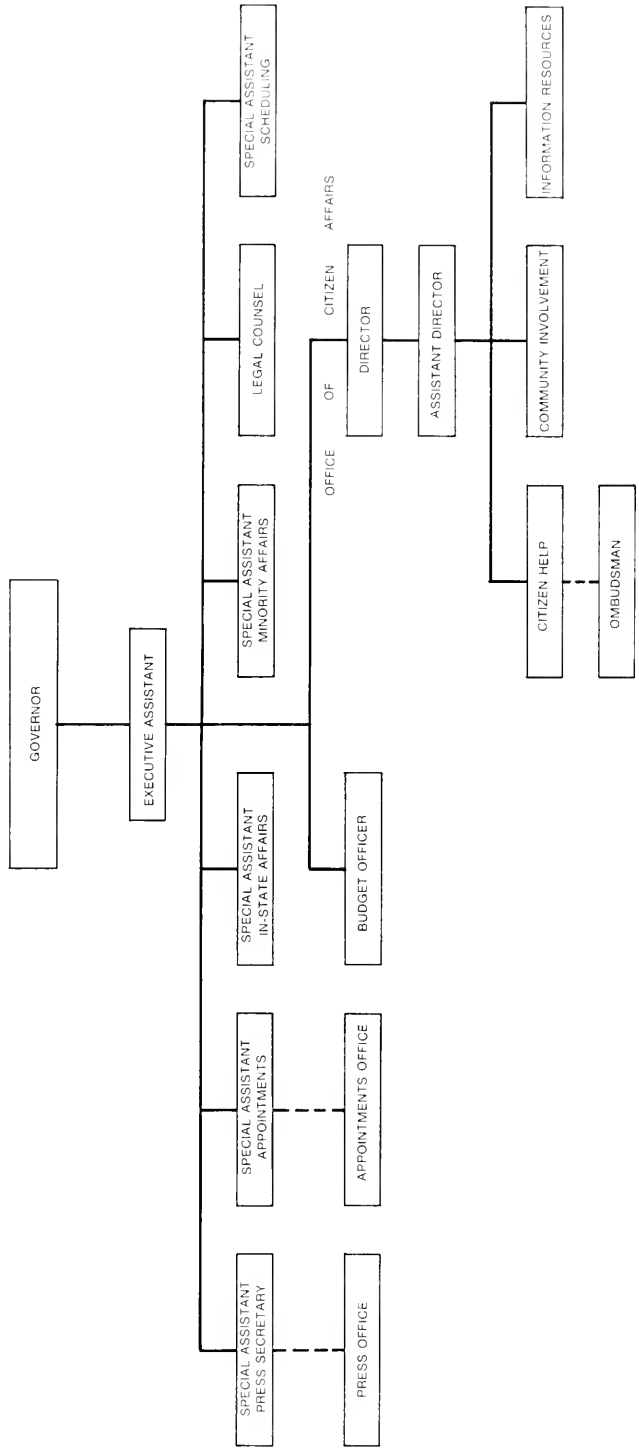 GOVERNOR
EXECUTIVE ASSISTANT
SPECIAL ASSISTANT
PRESS SECRETARY
SPECIAL ASSISTANT
APPOINTMENTS
SPECIAL ASSISTANT
IN-STATE AFFAIRS
SPECIAL ASSISTANT
MINORITY AFFAIRS
LEGAL COUNSEL
SPECIAL ASSISTANT
SCHEDULING
OFFICE OF CITIZEN AFFAIRS
PRESS OFFICE
APPOINTMENTS OFFICE
BUDGET OFFICER
DIRECTOR
ASSISTANT DIRECTOR
CITIZEN HELP
COMMUNITY INVOLVEMENT
INFORMATION RESOURCES
OMBUDSMAN